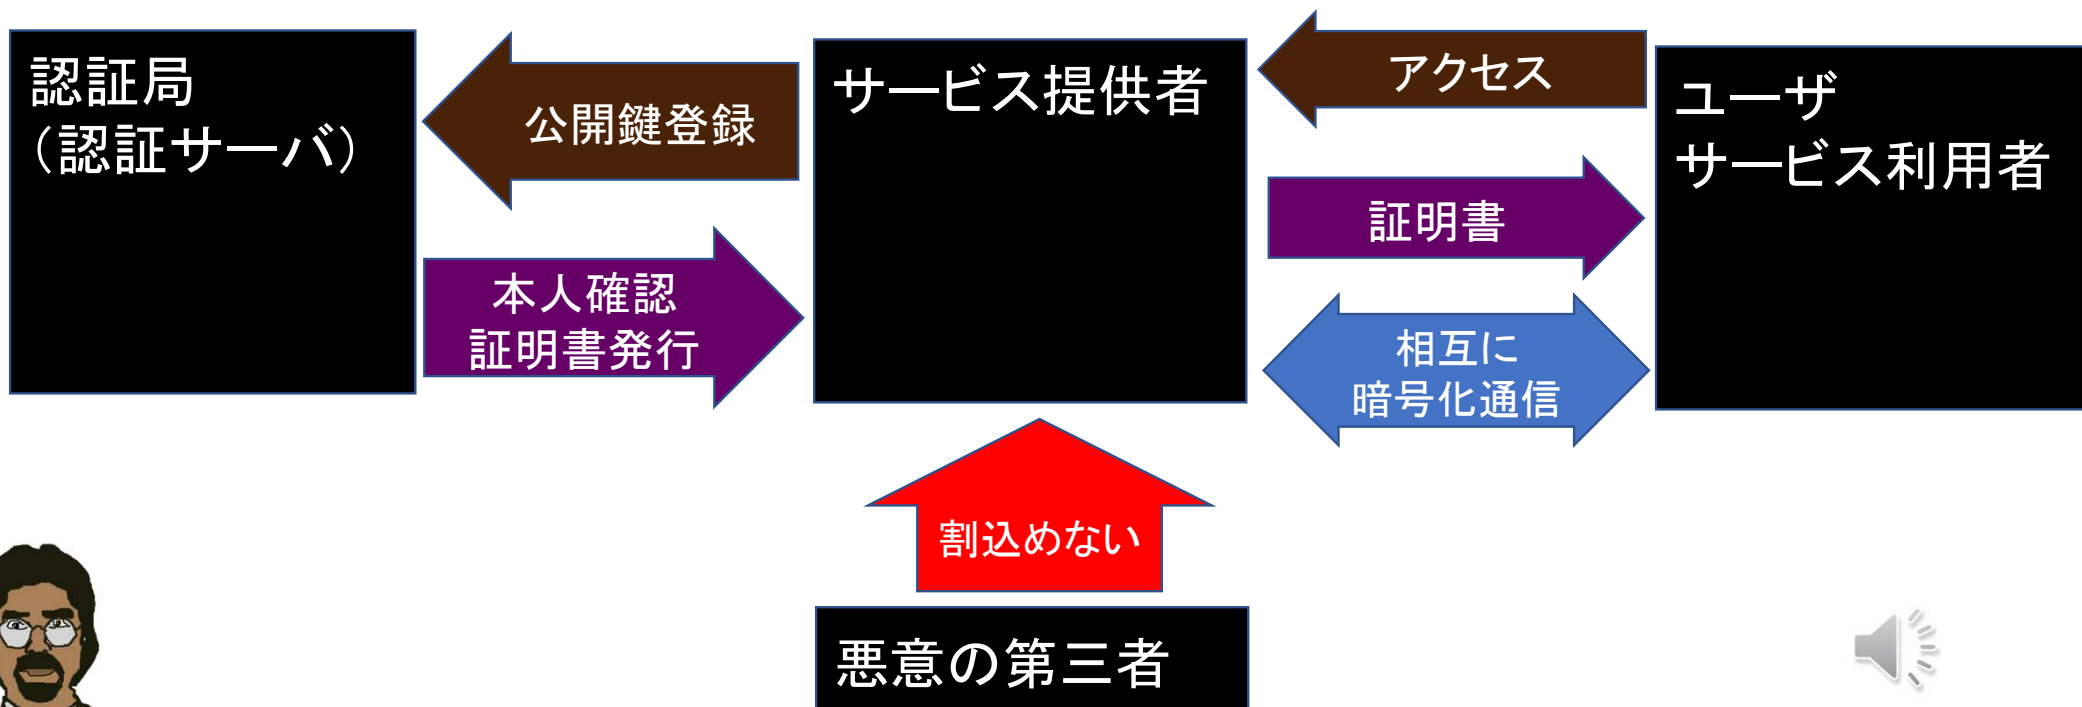 認証局
（認証サーバ）
公開鍵登録
本人確認
証明書発行
サービス提供者
アクセス
証明書
相互に
暗号化通信
ユーザ
サービス利用者
割込めない
悪意の第三者